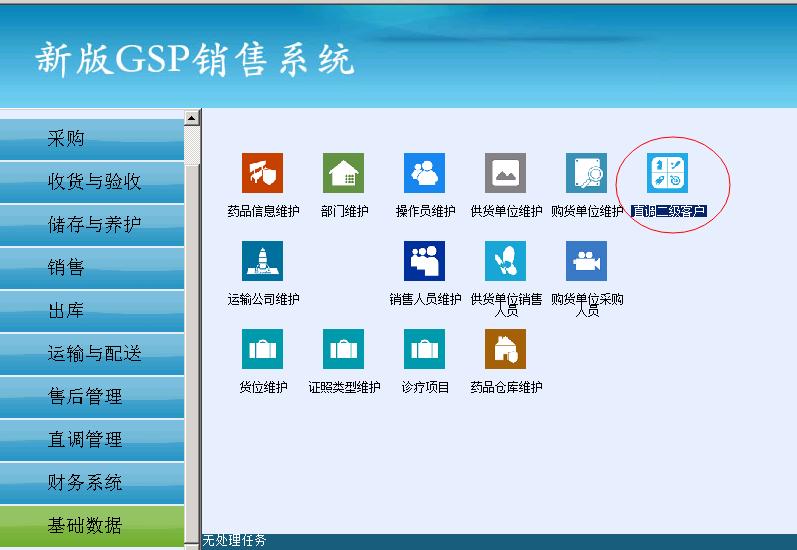 新版GSP销售系统
采购
收货与验收
储存与养护
销售
出库
运输与配送
售后管理
直调管理
财务系统
基础数据
药品信息维护
部门维护
操作员维护
供货单位维护
购货单位维护
直调二级客户
运输公司维护
销售人员维护
供货单位销售
人员
购货单位采购
人员
货位维护
证照类型维护
诊疗项目
药品仓库维护
无处理任务